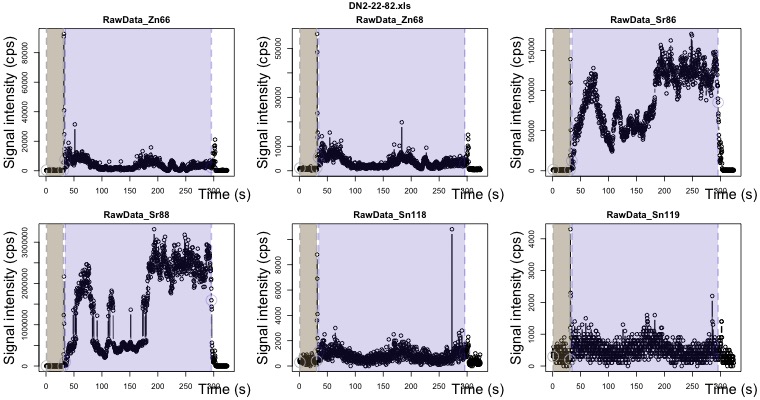 DN2-22-82.xls
RawData_Zn66 RawData_Zn68 RawData_Sr86
Signal intensity (cps) 0 20000 40000 60000 80000
Signal intensity (cps) 0 10000 30000 50000
Signal intensity (cps) 0 50000 100000 150000
0 50 100 150 200 250 300 Time (s)
0 50 100 150 200 250 300 Time (s)
0 50 100 150 200 250 300 Time (s)
RawData_Sr88 RawData_Sn118 RawData_Sn119
Signal intensity (cps) 0 1000000 2000000 3000000
Signal intensity (cps) 0 2000 4000 6000 8000
Signal intensity (cps) 0 1000 2000 3000 4000
0 50 100 150 200 250 300 Time (s)
0 50 100 150 200 250 300 Time (s)
0 50 100 150 200 250 300 Time (s)